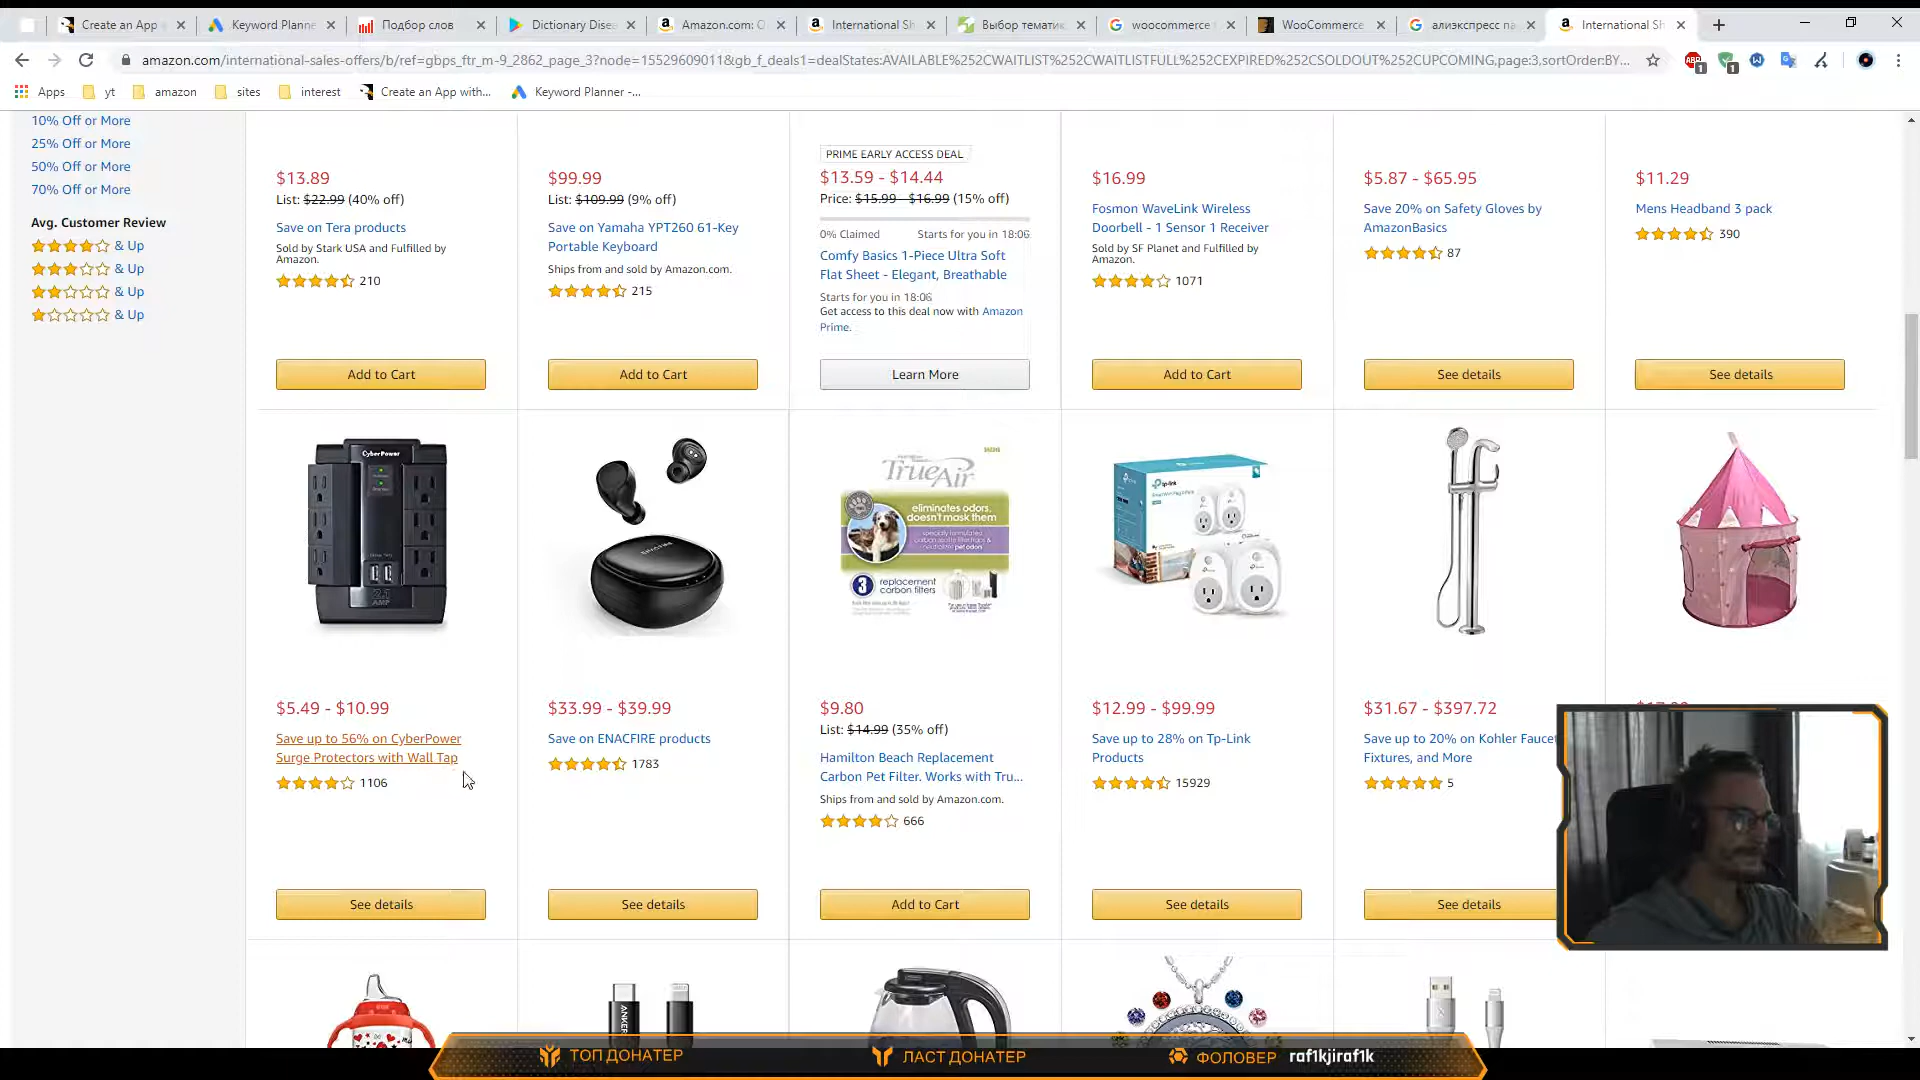 Create an App
Keyword Planne
Подбор слов
Dictionary Dise
Amazon.com: O
International Sh
Выбор тематик
woocommerce
WooCommerce
алиэкспресс па
International Sh
amazon.com/international-sales-offers/b/ref=gbps_ftr_m-9_2862_page_3?node=15529609011&gb_f_deals1=dealStates:AVAILABLE%252CWAITLIST%252CWAITLISTFULL%252CEXPIRED%252CSOLDOUT%252CUPCOMING,page:3,sortOrder:BY...
Apps
yt
amazon
sites
interest
Create an App with...
Keyword Planner -...
10% Off or More
25% Off or More
50% Off or More
70% Off or More
Avg. Customer Review
& Up
& Up
& Up
& Up
$13.89
List: $22.99 (40% off)
Save on Tera products
Sold by Stark USA and Fulfilled by
Amazon.
210
Add to Cart
$99.99
List: $109.99 (9% off)
Save on Yamaha YPT260 61-Key
Portable Keyboard
Ships from and sold by Amazon.com.
215
Add to Cart
PRIME EARLY ACCESS DEAL
$13.59 - $14.44
Price: $15.99 - $16.99 (15% off)
0% Claimed
Starts for you in 18:06
Comfy Basics 1-Piece Ultra Soft
Flat Sheet - Elegant, Breathable
Starts for you in 18:06
Get access to this deal now with Amazon
Prime.
Learn More
$16.99
Fosmon WaveLink Wireless
Doorbell - 1 Sensor 1 Receiver
Sold by SF Planet and Fulfilled by
Amazon.
1071
Add to Cart
$5.87 - $65.95
Save 20% on Safety Gloves by
AmazonBasics
87
See details
$11.29
Mens Headband 3 pack
390
See details
CyberPower
2.1
AMP
$5.49 - $10.99
Save up to 56% on CyberPower
Surge Protectors with Wall Tap
1106
See details
$33.99 - $39.99
Save on ENACFIRE products
1783
See details
TrueAir
eliminates odors,
doesn't mask them
3
replacement
carbon filters
$9.80
List: $14.99 (35% off)
Hamilton Beach Replacement
Carbon Pet Filter. Works with Tru...
Ships from and sold by Amazon.com.
666
Add to Cart
tp-link
$12.99 - $99.99
Save up to 28% on Tp-Link
Products
15929
See details
$31.67 - $397.72
Save up to 20% on Kohler Faucet
Fixtures, and More
5
See details
ANKER
ТОП ДОНАТЕР
ЛАСТ ДОНАТЕР
ФОЛОВЕР
raf1kjiraf1k